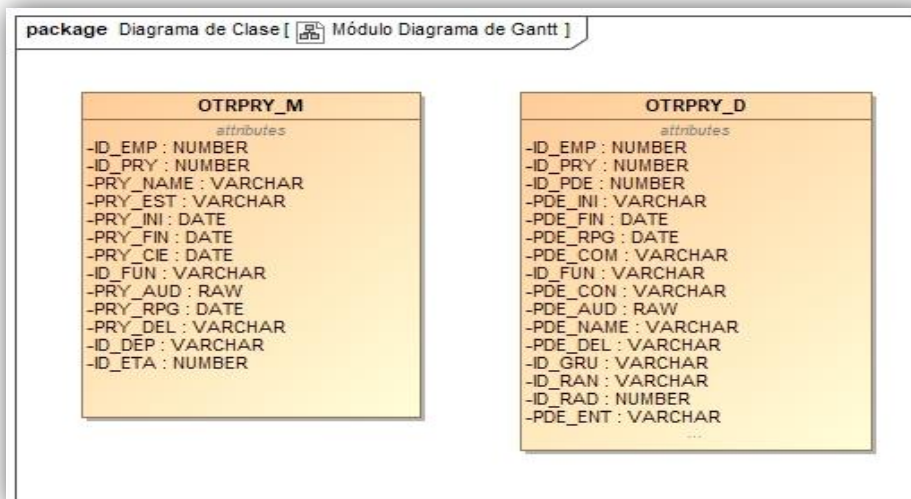 package Diagrama de Clase [ Módulo Diagrama de Gantt ]
OTRPRY_M
attributes
-ID_EMP : NUMBER
-ID_PRY : NUMBER
-PRY_NAME : VARCHAR
-PRY_EST : VARCHAR
-PRY_INI : DATE
-PRY_FIN : DATE
-PRY_CIE : DATE
-ID_FUN : VARCHAR
-PRY_AUD : RAW
-PRY_RPG : DATE
-PRY_DEL : VARCHAR
-ID_DEP : VARCHAR
-ID_ETA : NUMBER
OTRPRY_D
attributes
-ID_EMP : NUMBER
-ID_PRY : NUMBER
-ID_PDE : NUMBER
-PDE_INI : VARCHAR
-PDE_FIN : DATE
-PDE_RPG : DATE
-PDE_COM : VARCHAR
-ID_FUN : VARCHAR
-PDE_CON : VARCHAR
-PDE_AUD : RAW
-PDE_NAME : VARCHAR
-PDE_DEL : VARCHAR
-ID_GRU : VARCHAR
-ID_RAN : VARCHAR
-ID_RAD : NUMBER
-PDE_ENT : VARCHAR
...